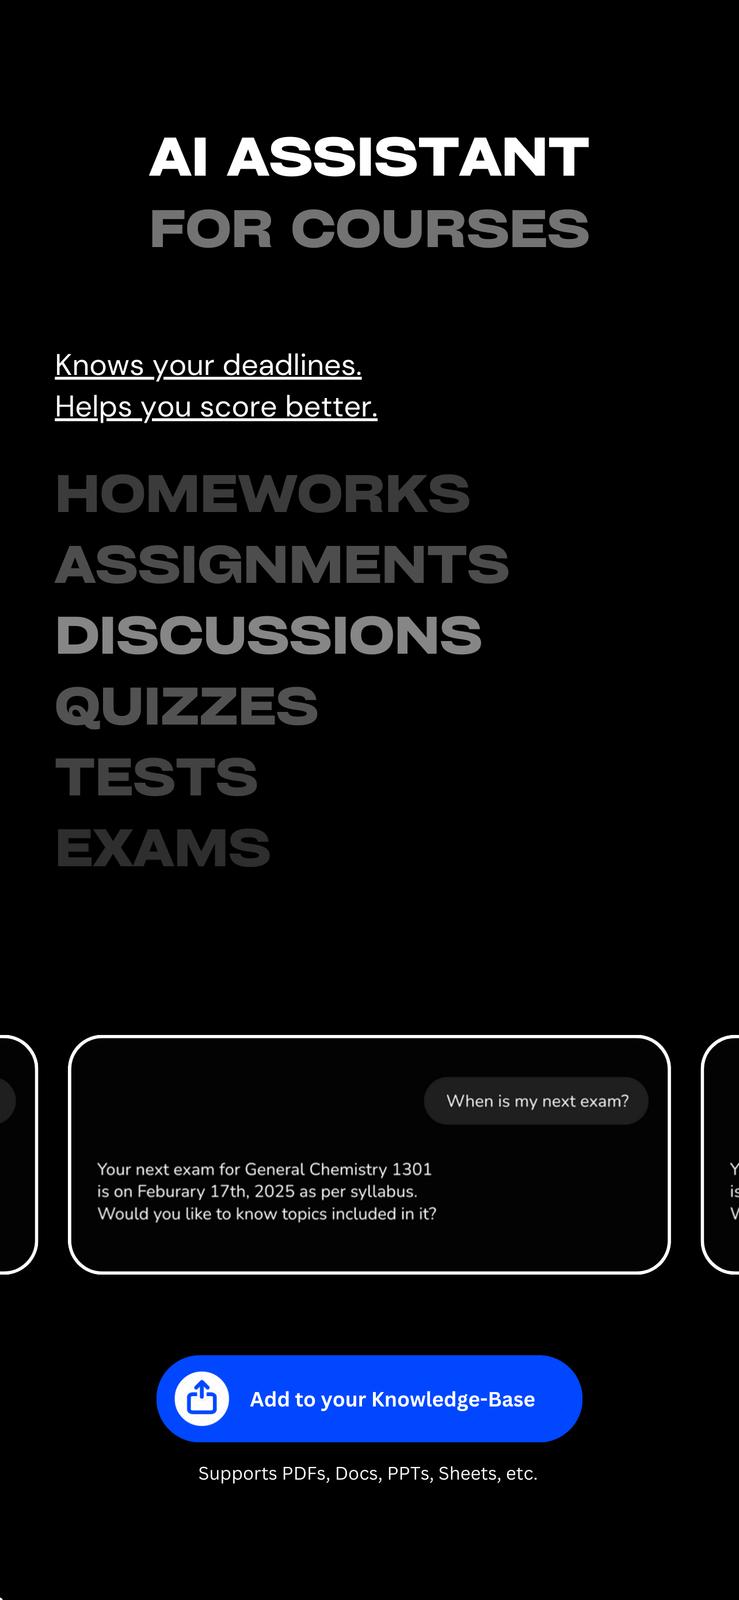 AI ASSISTANT
FOR COURSES
Knows your deadlines.
Helps you score better.
HOMEWORKS
ASSIGNMENTS
DISCUSSIONS
QUIZZES
TESTS
EXAMS
When is my next exam?
Your next exam for General Chemistry 1301
is on Feburary 17th, 2025 as per syllabus.
Would you like to know topics included in it?
Add to your Knowledge-Base
Supports PDFs, Docs, PPTs, Sheets, etc.